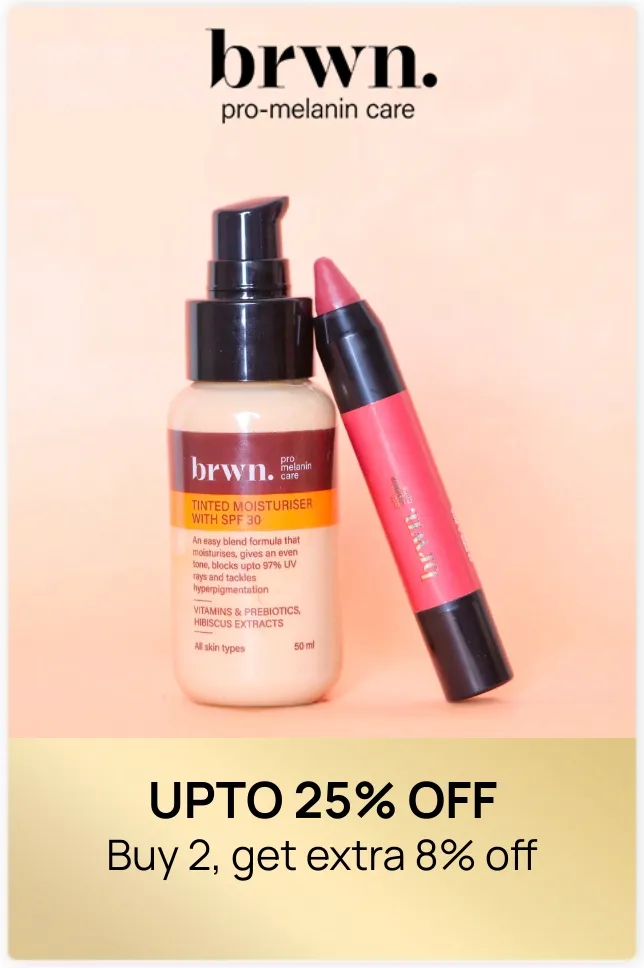 brwn.
pro-melanin care
brwn.
pro
melanin
care
TINTED MOISTURISER
WITH SPF 30
An easy blend formula that
moisturises, gives an even
tone, blocks upto 97% UV
rays and tackles
hyperpigmentation
VITAMINS & PREBIOTICS,
HIBISCUS EXTRACTS
All skin types 50 ml
brwn.
UPTO 25% OFF
Buy 2, get extra 8% off